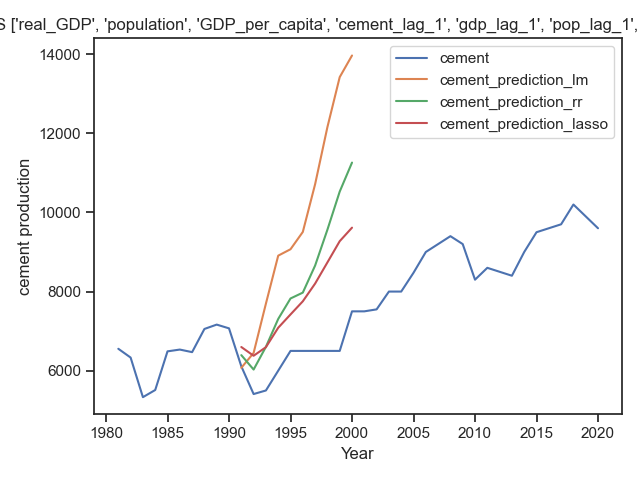 S ['real_GDP', 'population', 'GDP_per_capita', 'cement_lag_1', 'gdp_lag_1', 'pop_lag_1',
cement
cement_prediction_lm
cement_prediction_rr
cement_prediction_lasso
14000
12000
10000
8000
6000
cement production
1980 1985 1990 1995 2000 2005 2010 2015 2020
Year